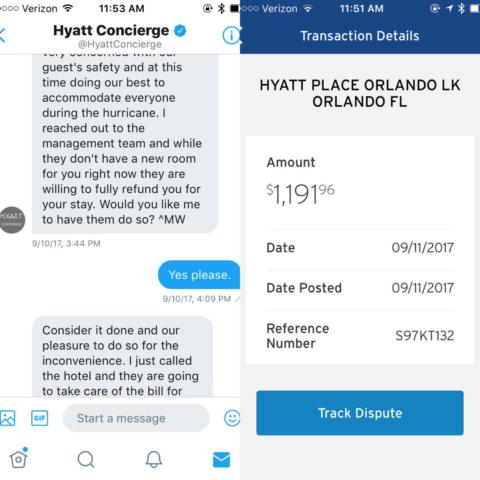 Verizon 11:53 AM
Hyatt Concierge
@HyattConcierge
guest's safety and at this
time doing our best to
accommodate everyone
during the hurricane. I
reached out to the
management team and while
they don't have a new room
for you right now they are
willing to fully refund you for
your stay. Would you like me
to have them do so? ^MW
HYATT
9/10/17, 3:44 PM
Yes please.
9/10/17, 4:09 PM
Consider it done and our
pleasure to do so for the
inconvenience. I just called
the hotel and they are going
to take care of the bill for
GIF
Start a message
Verizon 11:51 AM
Transaction Details
HYATT PLACE ORLANDO LK
ORLANDO FL
Amount
$1,191.96
Date 09/11/2017
Date Posted 09/11/2017
Reference
Number S97KT132
Track Dispute